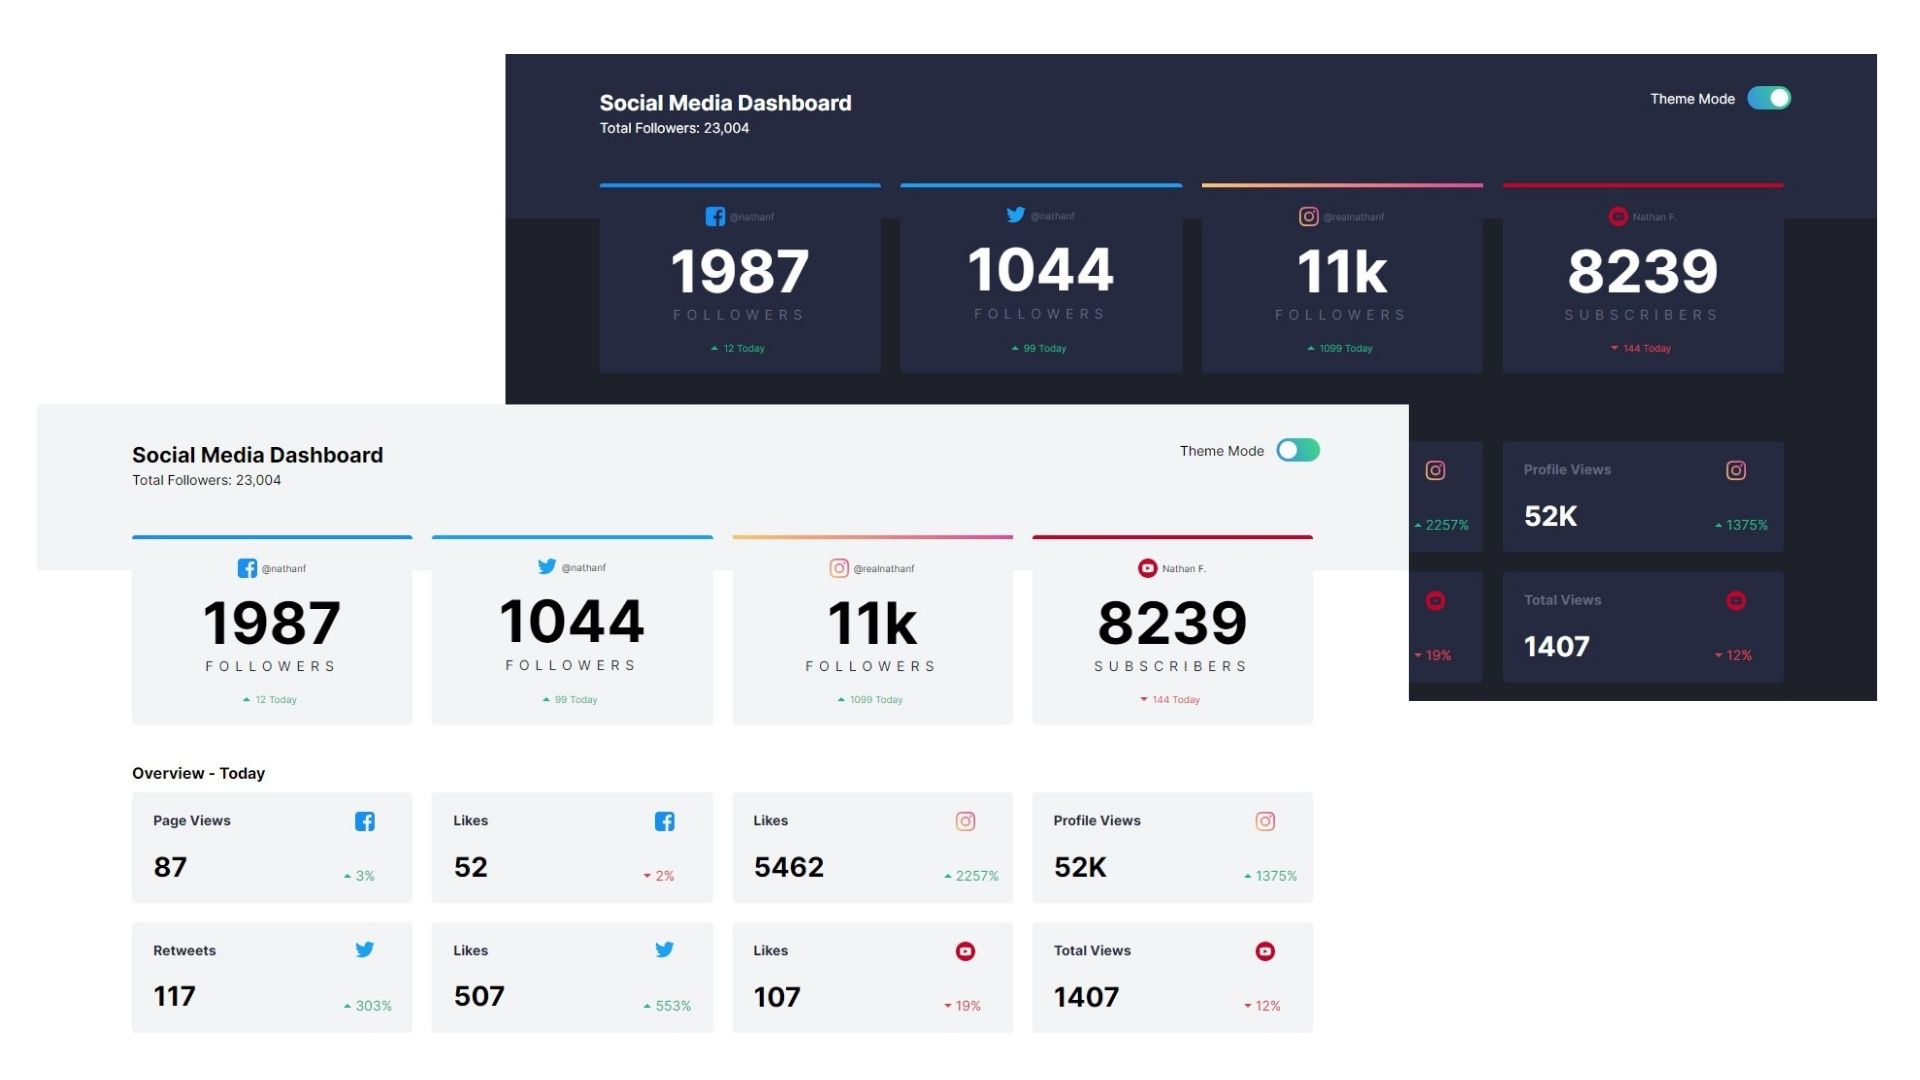 Social Media Dashboard
Theme Mode
Total Followers: 23,004
@nathanf
@nathanf
@realnathanf
Nathan F.
1987
1044
11k
8239
FOLLOWERS
FOLLOWERS
FOLLOWERS
SUBSCRIBERS
12 Today
99 Today
1099 Today
144 Today
Profile Views
52K
2257%
1375%
Total Views
1407
19%
12%
Social Media Dashboard
Theme Mode
Total Followers: 23,004
@nathanf
@nathanf
@realnathanf
Nathan F.
1987
1044
11k
8239
FOLLOWERS
FOLLOWERS
FOLLOWERS
SUBSCRIBERS
12 Today
99 Today
1099 Today
144 Today
Overview - Today
Page Views
Likes
Likes
Profile Views
87
3%
52
2%
5462
2257%
52K
1375%
Retweets
Likes
Likes
Total Views
117
303%
507
553%
107
19%
1407
12%